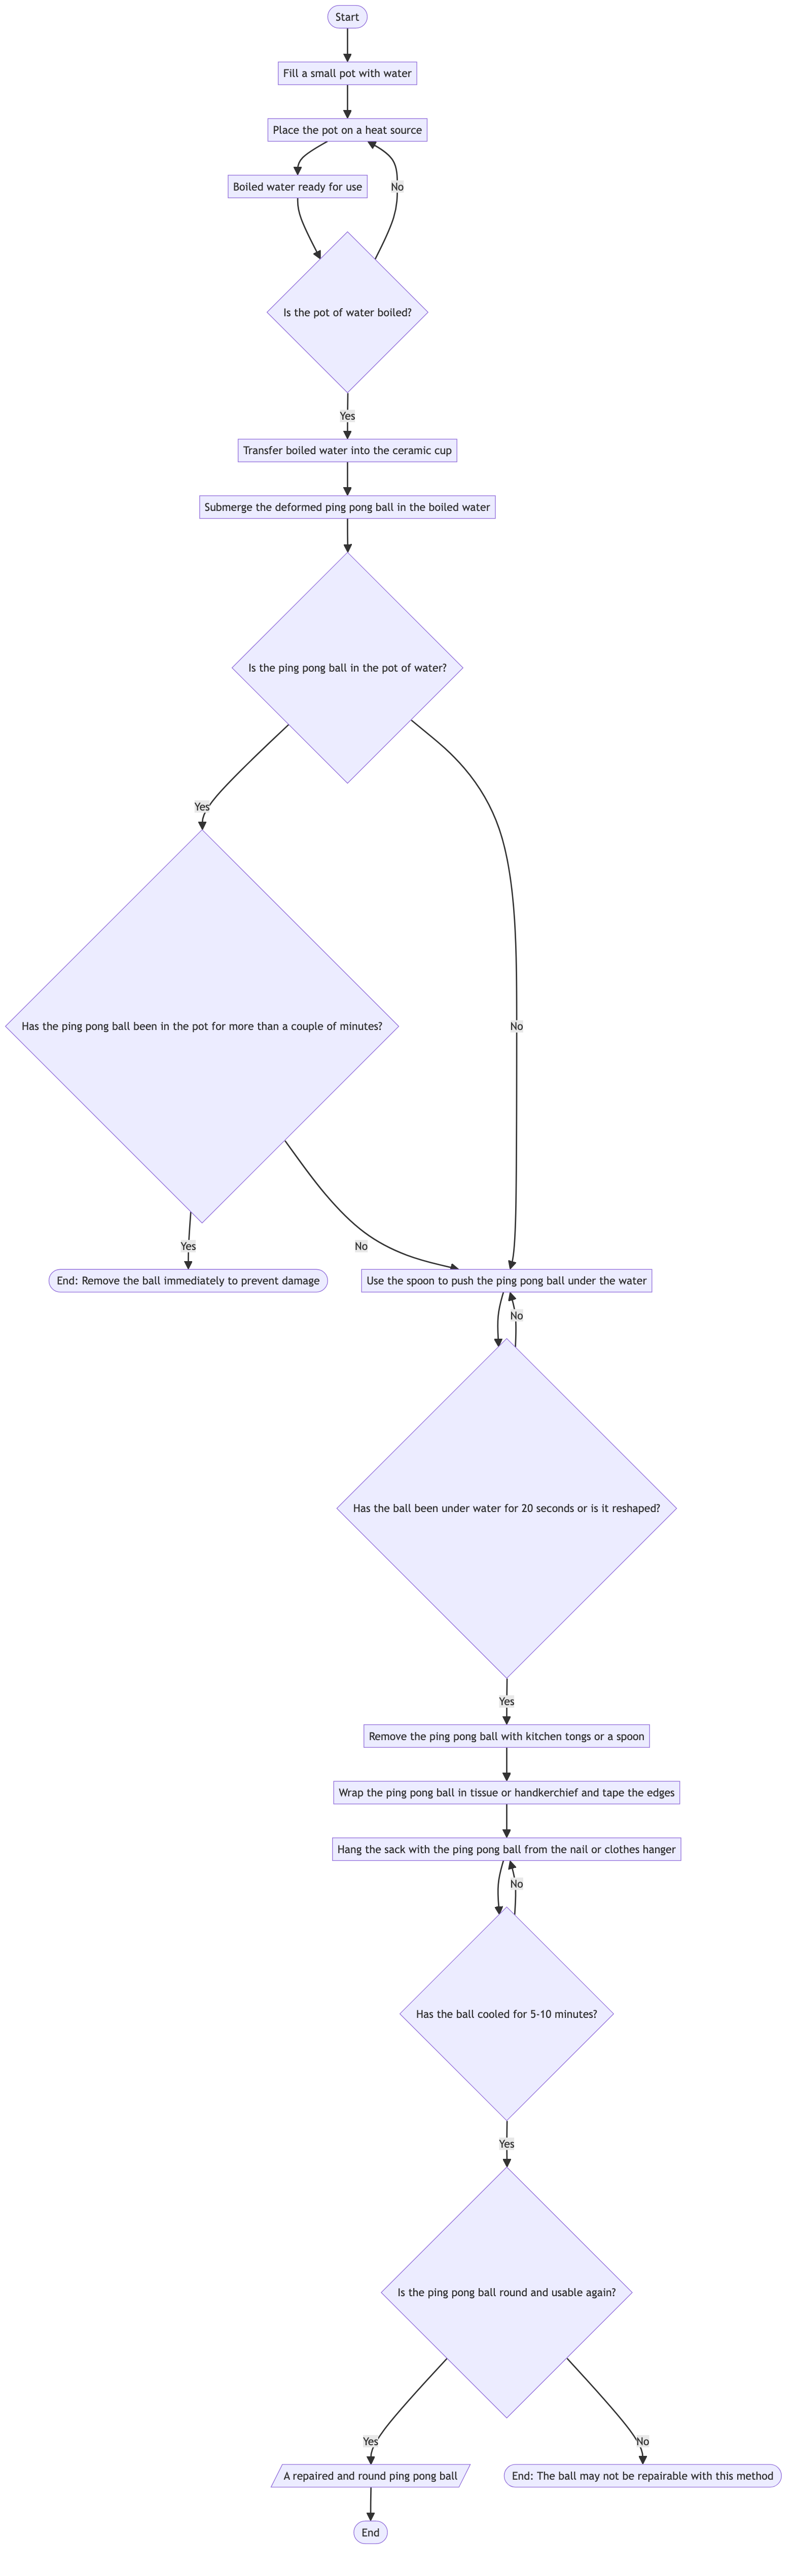 Start
Fill a small pot with water
Place the pot on a heat source
Boiled water ready for use
No
Is the pot of water boiled?
Yes
Transfer boiled water into the ceramic cup
Submerge the deformed ping pong ball in the boiled water
Is the ping pong ball in the pot of water?
Yes
No
Has the ping pong ball been in the pot for more than a couple of minutes?
Yes
No
End: Remove the ball immediately to prevent damage
Use the spoon to push the ping pong ball under the water
No
Has the ball been under water for 20 seconds or is it reshaped?
Yes
Remove the ping pong ball with kitchen tongs or a spoon
Wrap the ping pong ball in tissue or handkerchief and tape the edges
Hang the sack with the ping pong ball from the nail or clothes hanger
No
Has the ball cooled for 5-10 minutes?
Yes
Is the ping pong ball round and usable again?
Yes
No
A repaired and round ping pong ball
End: The ball may not be repairable with this method
End